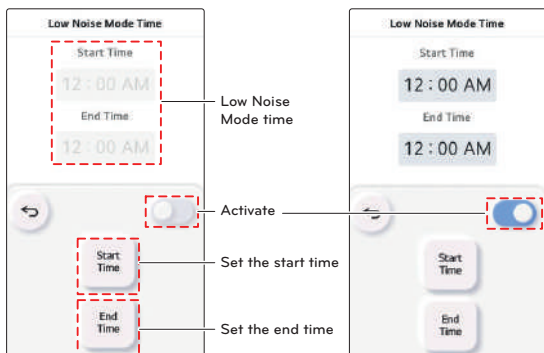 Low Noise Mode Time
Start Time
12 : 00 AM
End Time
12 : 00 AM
Start
Time
End
Time
Low Noise
Mode time
Activate
Set the start time
Set the end time
Low Noise Mode Time
Start Time
12 : 00 AM
End Time
12 : 00 AM
Start
Time
End
Time